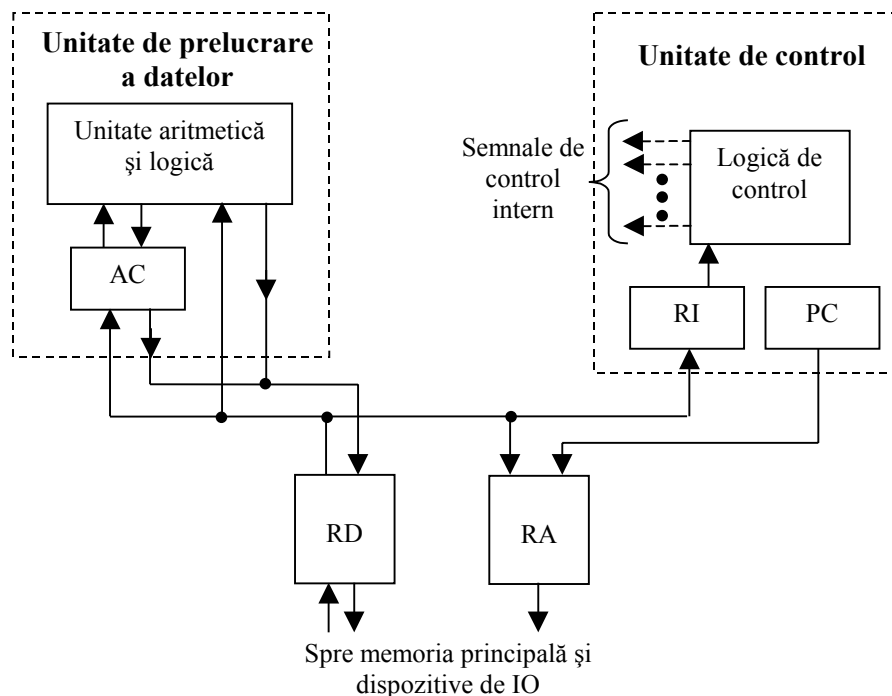 Unitate de prelucrare
a datelor
Unitate aritmetică
şi logică
AC
Unitate de control
Semnale de
control
intern
Logică de
control
RI
PC
RD
RA
Spre memoria principală şi
dispozitive de IO